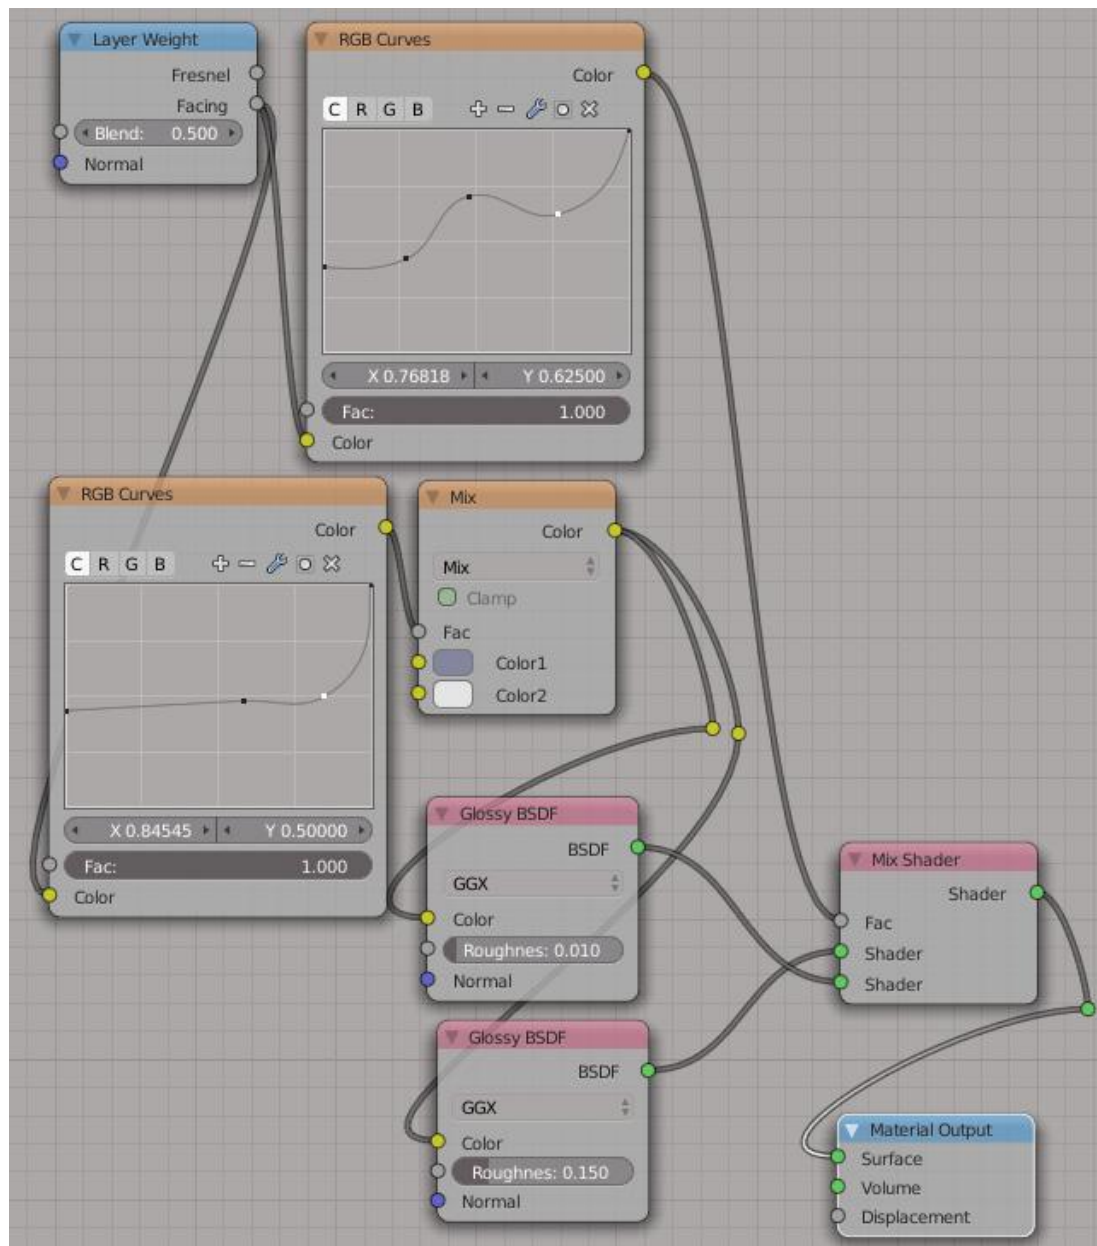 Layer Weight
Fresnel
Facing
Blend: 0.500
Normal
RGB Curves
Color
C R G B
X 0.76818 Y 0.62500
Fac: 1.000
Color
RGB Curves
Color
C R G B
X 0.84545 Y 0.50000
Fac: 1.000
Color
Mix
Color
Mix
Clamp
Fac
Color1
Color2
Glossy BSDF
BSDF
GGX
Color
Roughnes: 0.010
Normal
Glossy BSDF
BSDF
GGX
Color
Roughnes: 0.150
Normal
Mix Shader
Shader
Fac
Shader
Shader
Material Output
Surface
Volume
Displacement